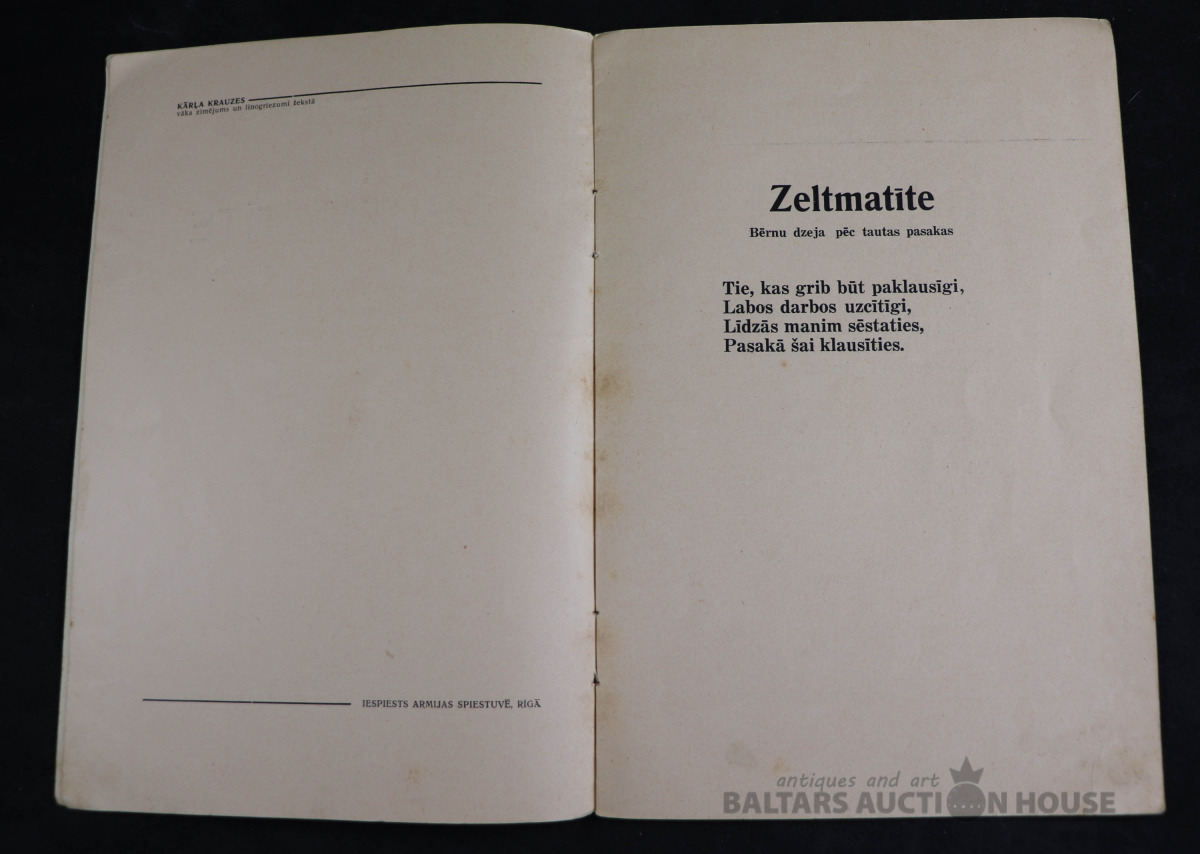 KĀRĻA KRAUZES
vāka zīmējums un linogriezumi tekstā
IESPIESTS ARMIJAS SPIESTUVĒ, RIGĀ
Zeltmatīte
Bērnu dzeja pēc tautas pasakas
Tie, kas grib būt paklausīgi,
Labos darbos uzcītīgi,
Līdzās manim sēstaties,
Pasakā šai klausīties.
antiques and art
BALTARS AUCTION HOUSE